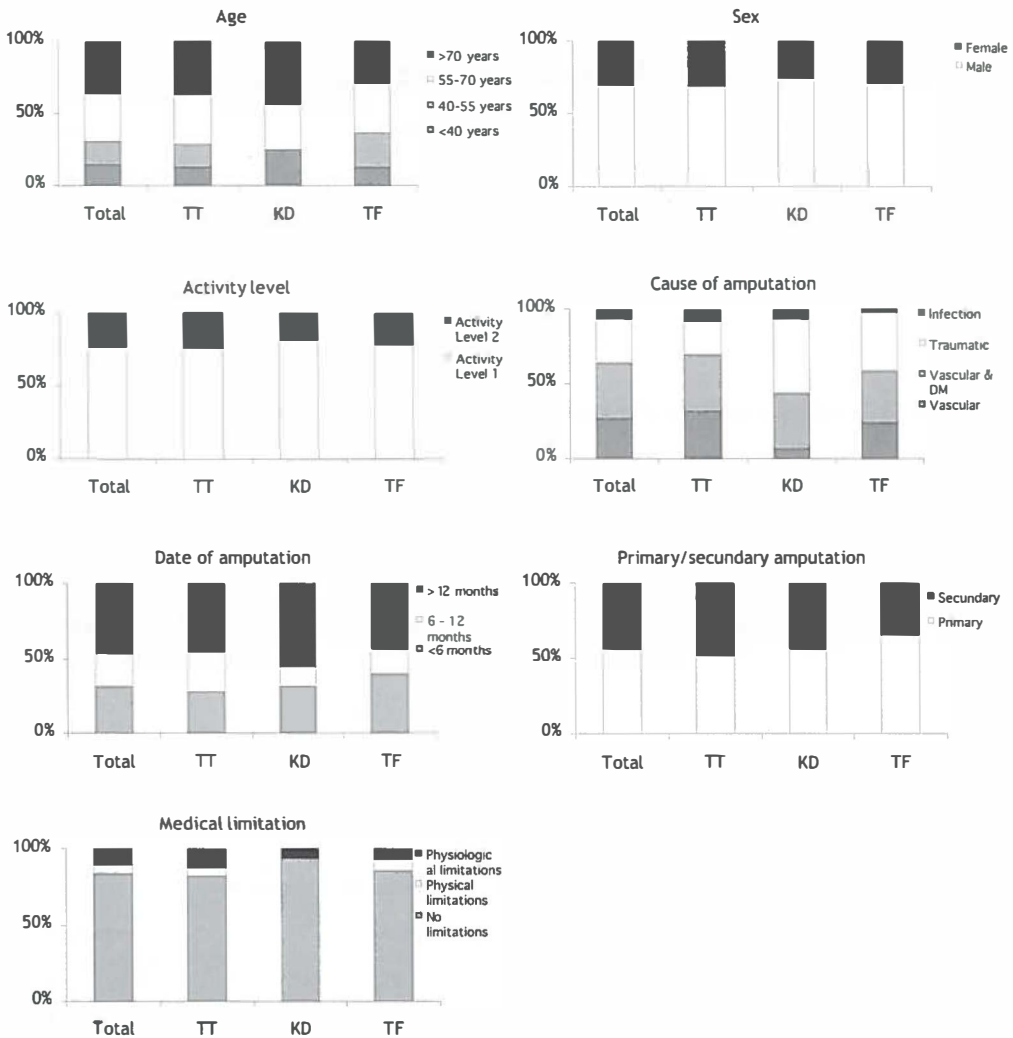 Age
100%
50%
0%
>70 years
55-70 years
40-55 years
<40 years
Total TT KD TF
Sex
100%
50%
0%
Female
Male
Total TT KD TF
Activity level
100%
50%
0%
Activity
Level 2
Activity
Level 1
Total TT KD TF
Cause of amputation
100%
50%
0%
Infection
Traumatic
Vascular &
DM
Vascular
Total TT KD TF
Date of amputation
100%
50%
0%
> 12 months
6 - 12
months
<6 months
Total TT KD TF
Primary/secundary amputation
100%
50%
0%
Secundary
Primary
Total TT KD TF
Medical limitation
100%
50%
0%
Physiologic
al limitations
Physical
limitations
No
limitations
Total TT KD TF